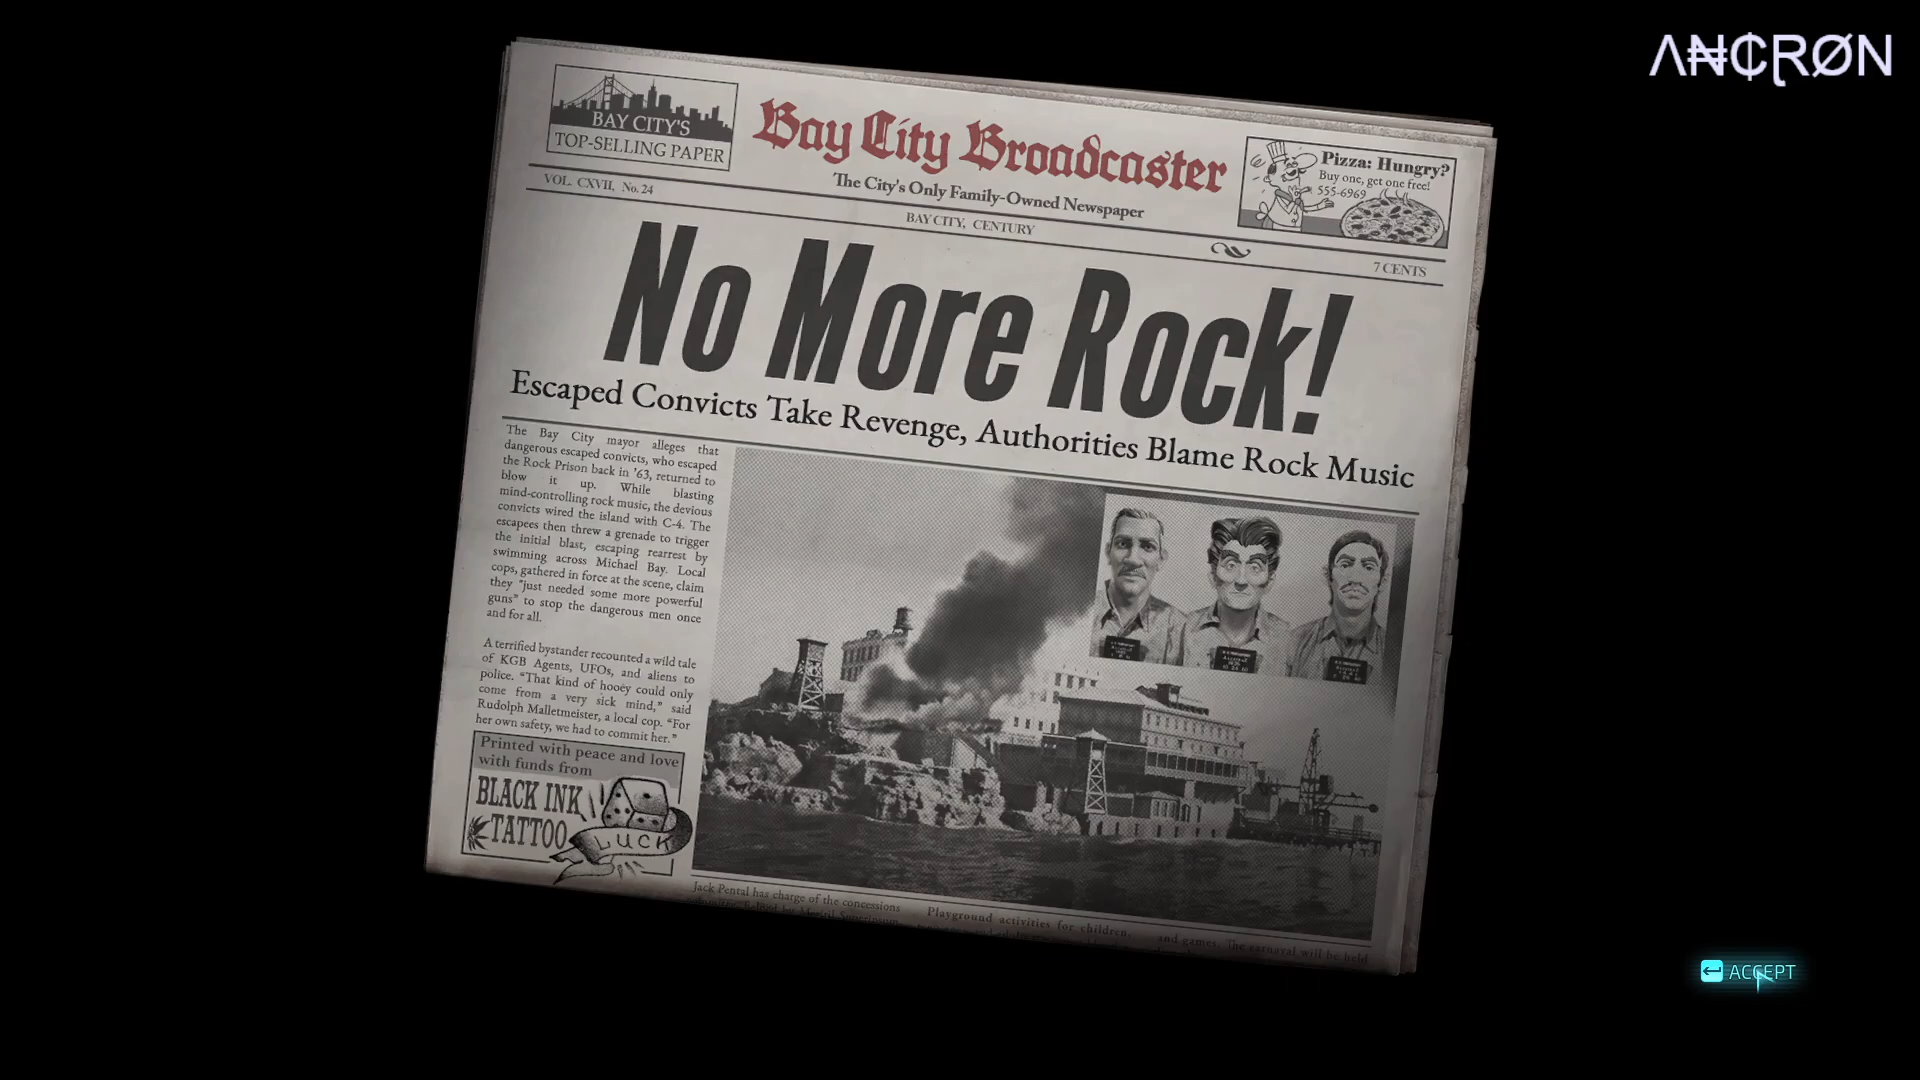 ΛNCRØN
BAY CITY'S
TOP-SELLING PAPER
Bay City Broadcaster
The City's Only Family-Owned Newspaper
Pizza: Hungry?
Buy one, get one free!
555-6969
VOL. CXVII, No. 24
BAY CITY, CENTURY
7 CENTS
No More Rock!
Escaped Convicts Take Revenge, Authorities Blame Rock Music
The Bay City mayor alleges that
dangerous escaped convicts, who escaped
the Rock Prison back in '63, returned to
blow it up. While blasting
mind-controlling rock music, the devious
convicts wired the island with C-4. The
escapees then threw a grenade to trigger
the initial blast, escaping rearrest by
swimming across Michael Bay. Local
cops, gathered in force at the scene, claim
they "just needed some more powerful
guns" to stop the dangerous men once
and for all.
A terrified bystander recounted a wild tale
of KGB Agents, UFOs, and aliens to
police. “That kind of hooey could only
come from a very sick mind,” said
Rudolph Malletmeister, a local cop. “For
her own safety, we had to commit her.”
Printed with peace and love
with funds from
BLACK INK
TATTOO
LUCK
Jack Pental has charge of the concessions
Playground activities for children,
and games. The carnaval will be held
ACCEPT